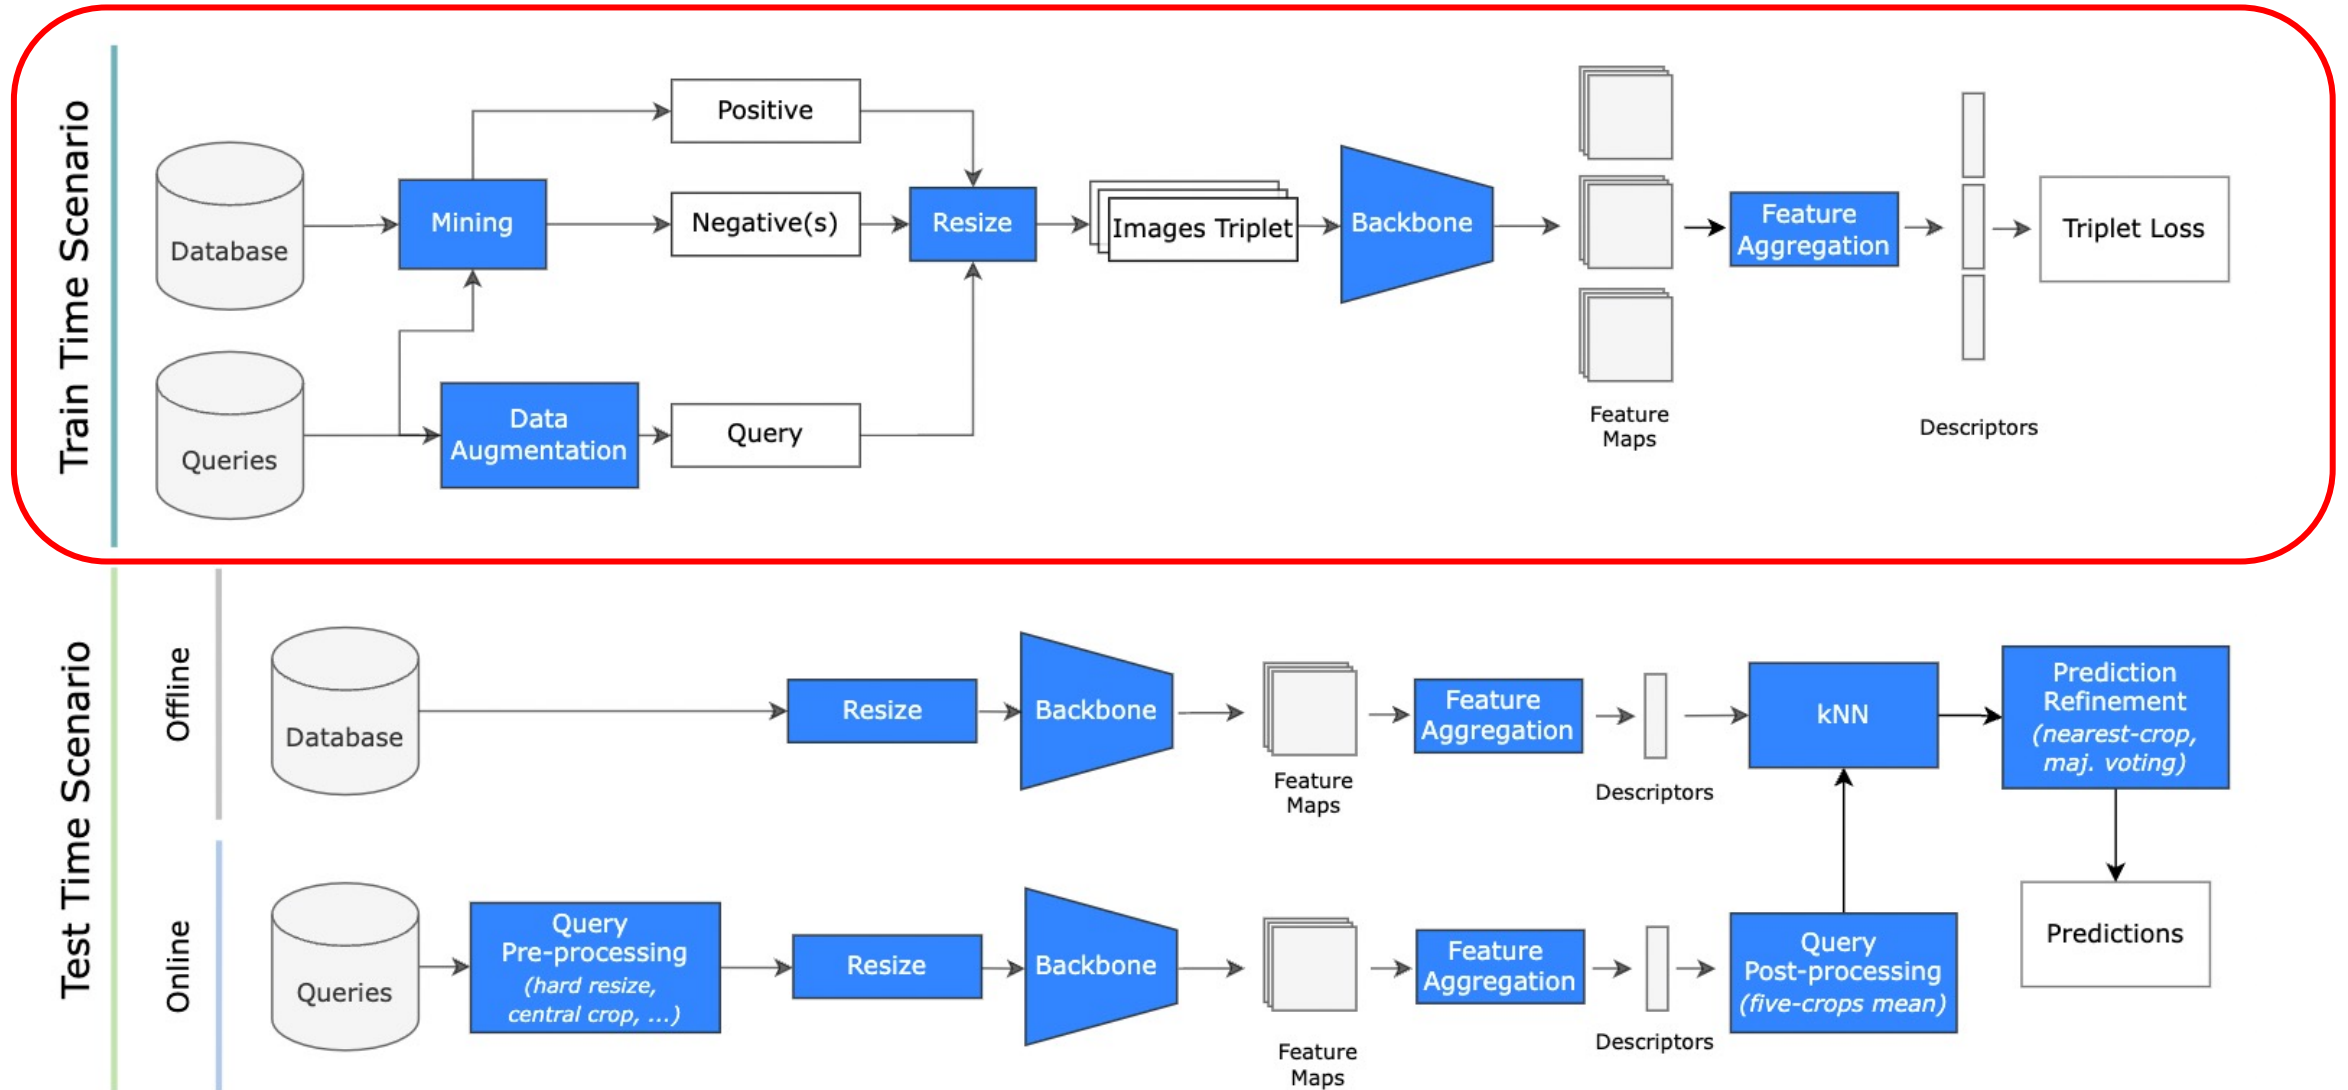 Train Time Scenario
Database
Queries
Mining
Data
Augmentation
Positive
Negative(s)
Query
Resize
Images Triplet
Backbone
Feature
Maps
Feature
Aggregation
Descriptors
Triplet Loss
Test Time Scenario
Offline
Database
Resize
Backbone
Feature
Maps
Feature
Aggregation
Descriptors
kNN
Prediction
Refinement
(nearest-crop,
maj. voting)
Online
Queries
Query
Pre-processing
(hard resize,
central crop, ...)
Resize
Backbone
Feature
Maps
Feature
Aggregation
Descriptors
Query
Post-processing
(five-crops mean)
Predictions